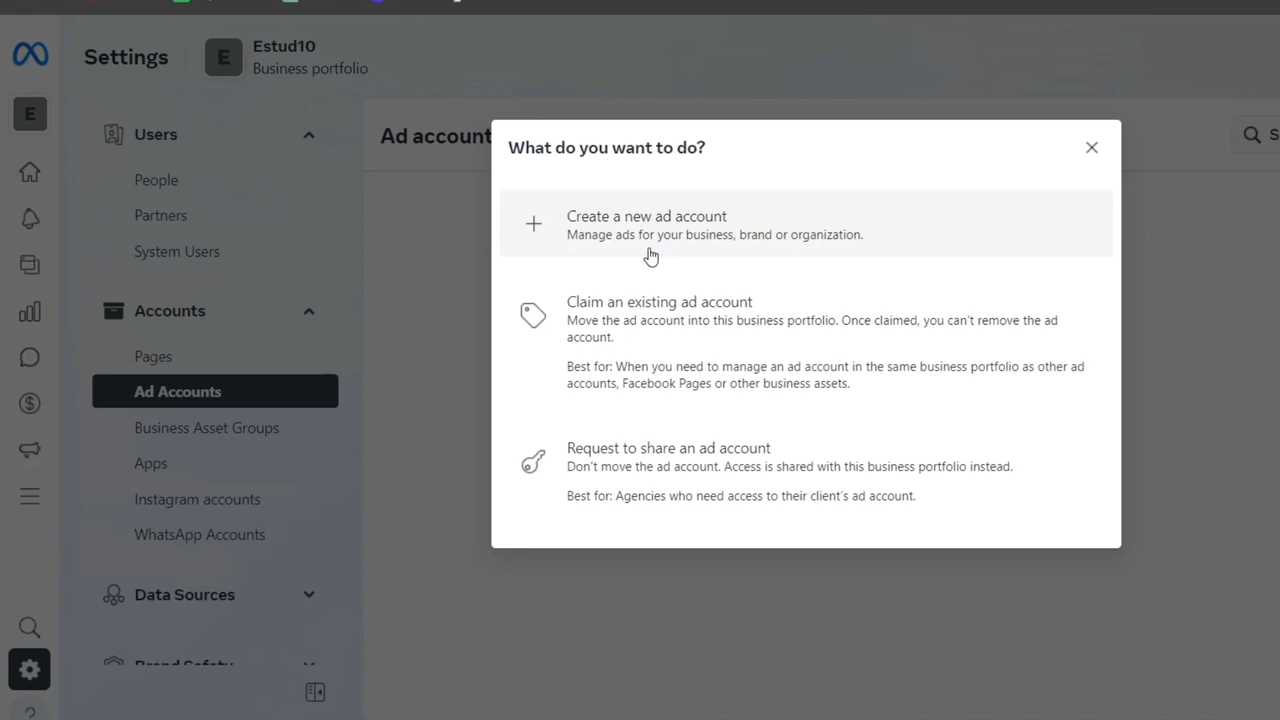 Settings
E
Estud10
Business portfolio
E
Users
People
Partners
System Users
Accounts
Pages
Ad Accounts
Business Asset Groups
Apps
Instagram accounts
WhatsApp Accounts
Data Sources
Brand Safety
Ad account
S
What do you want to do?
Create a new ad account
Manage ads for your business, brand or organization.
Claim an existing ad account
Move the ad account into this business portfolio. Once claimed, you can't remove the ad
account.
Best for: When you need to manage an ad account in the same business portfolio as other ad
accounts, Facebook Pages or other business assets.
Request to share an ad account
Don't move the ad account. Access is shared with this business portfolio instead.
Best for: Agencies who need access to their client's ad account.